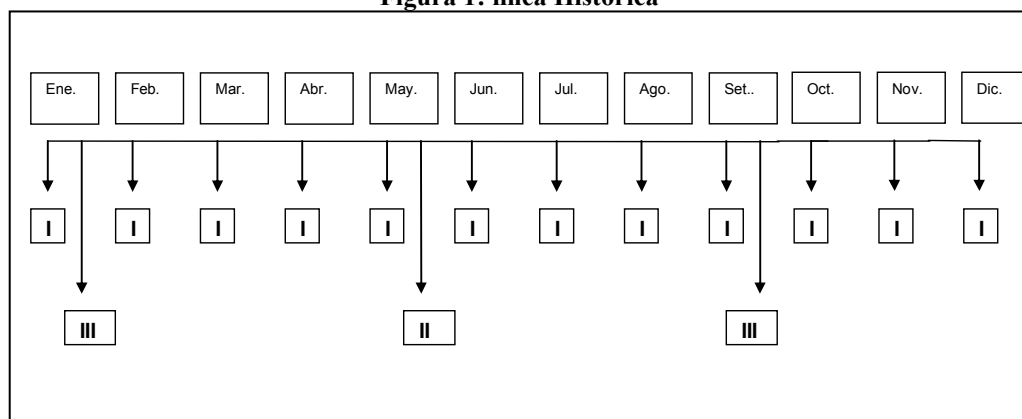 Figura 1: línea Histórica
Ene. Feb. Mar. Abr. May. Jun. Jul. Ago. Set.. Oct. Nov. Dic.
I I I I I I I I I I I I
III II III